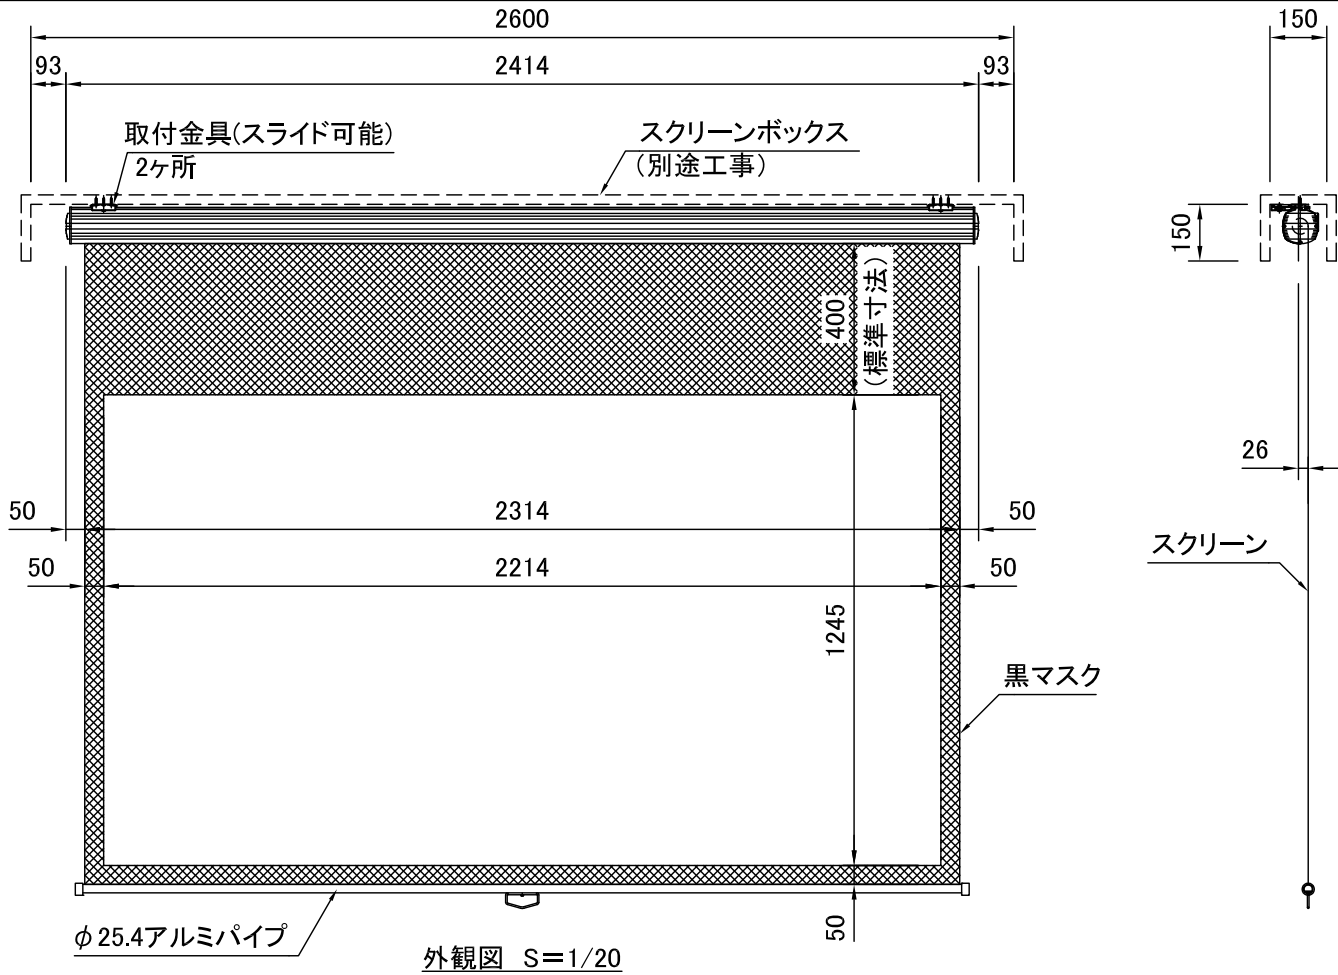 2600
150
93
2414
93
取付金具(スライド可能)
2ケ所
スクリーンボックス
(別途工事)
150
400
(標準寸法)
26
50
2314
50
スクリーン
50
2214
50
1245
黒マスク
φ25.4アルミパイプ
50
外観図 S=1/20